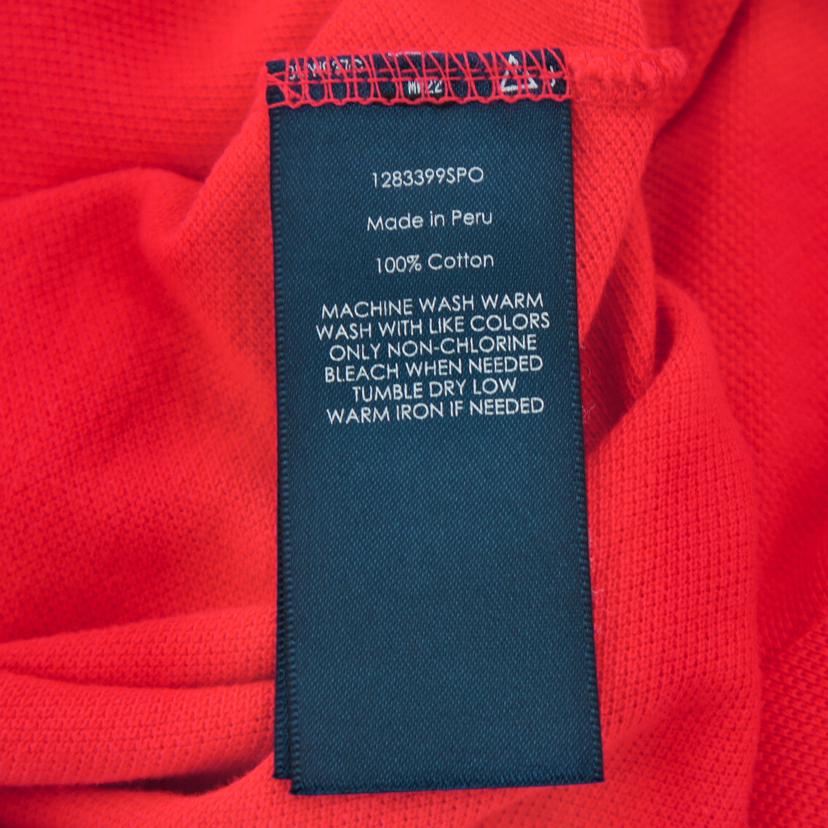 1283399SPO
Made in Peru
100% Cotton
MACHINE WASH WARM
WASH WITH LIKE COLORS
ONLY NON-CHLORINE
BLEACH WHEN NEEDED
TUMBLE DRY LOW
WARM IRON IF NEEDED